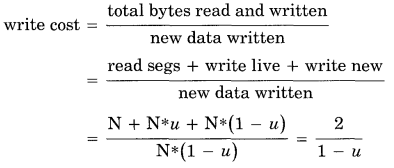 write cost = total bytes read and written / new data written
= read segs + write live + write new / new data written
= N + N*u + N*(1 − u) / N*(1 − u) = 2 / 1 − u